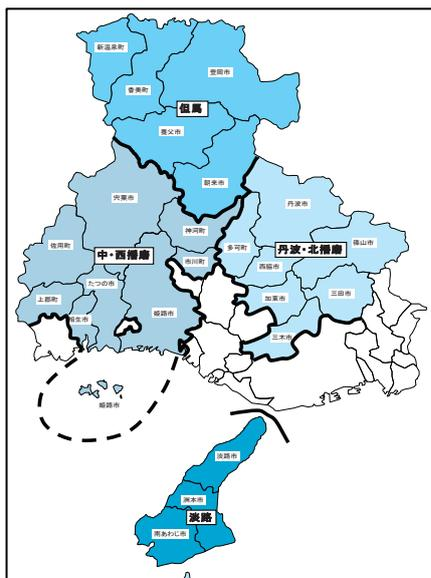 新温泉町
香美町
豊岡市
但馬
養父市
朝来市
宍粟市
丹波市
神河町
佐用町
多可町
篠山市
中・西播磨
丹波・北播磨
市川町
西脇市
たつの市
上郡町
加東市
三田市
姫路市
相生市
三木市
姫路市
淡路市
洲本市
淡路
南あわじ市